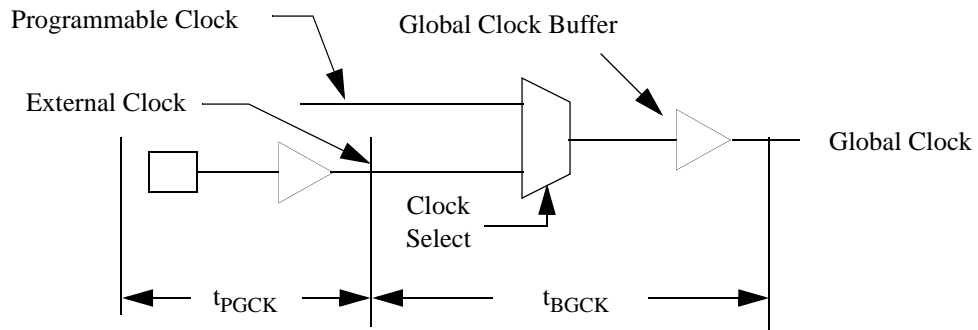 Programmable Clock
Global Clock Buffer
External Clock
Global Clock
Clock
Select
tPGCK
tBGCK